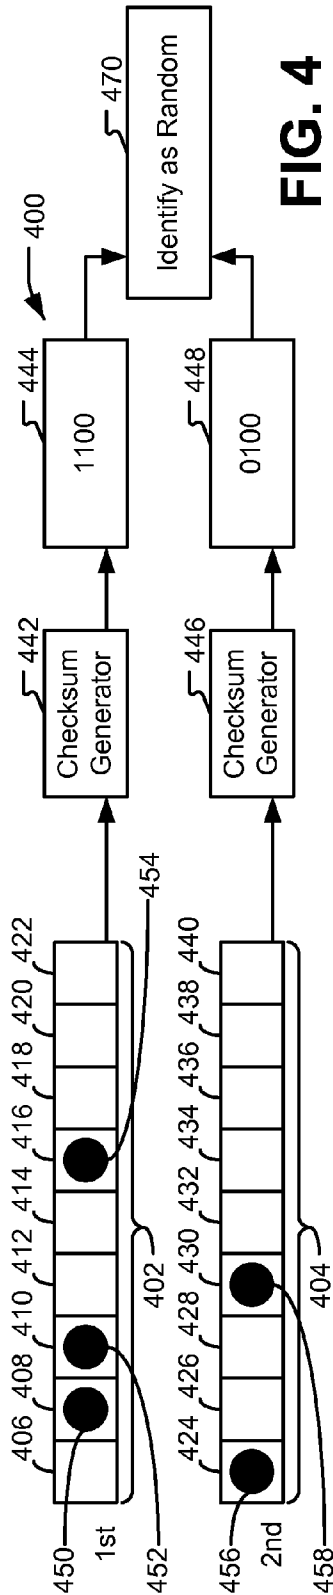 400
450
406 408 410 412 414 416 418 420 422
1st
452
402
454
442
Checksum
Generator
444
1100
470
Identify as Random
456
424 426 428 430 432 434 436 438 440
2nd
458
404
446
Checksum
Generator
448
0100
FIG. 4